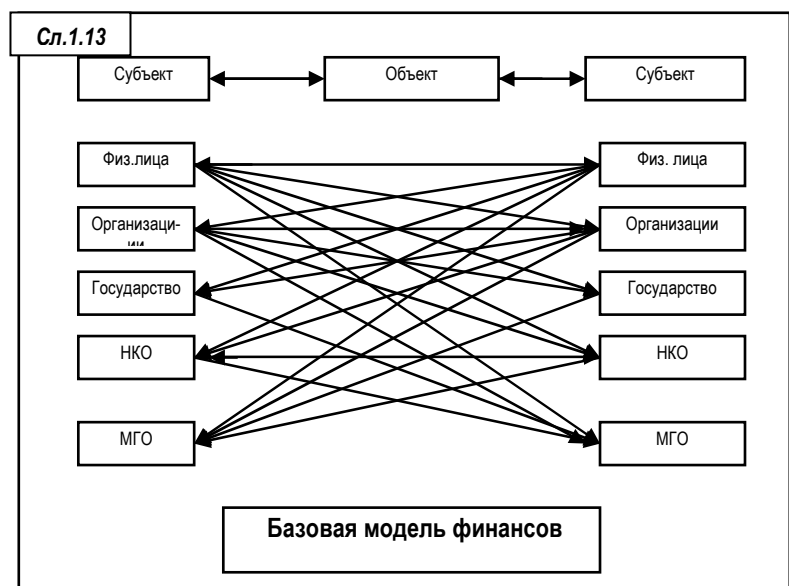 Сл.1.13
Субъект Объект Субъект
Физ.лица Физ. лица
Организаци-
ии
Организации
Государство Государство
НКО НКО
МГО МГО
Базовая модель финансов